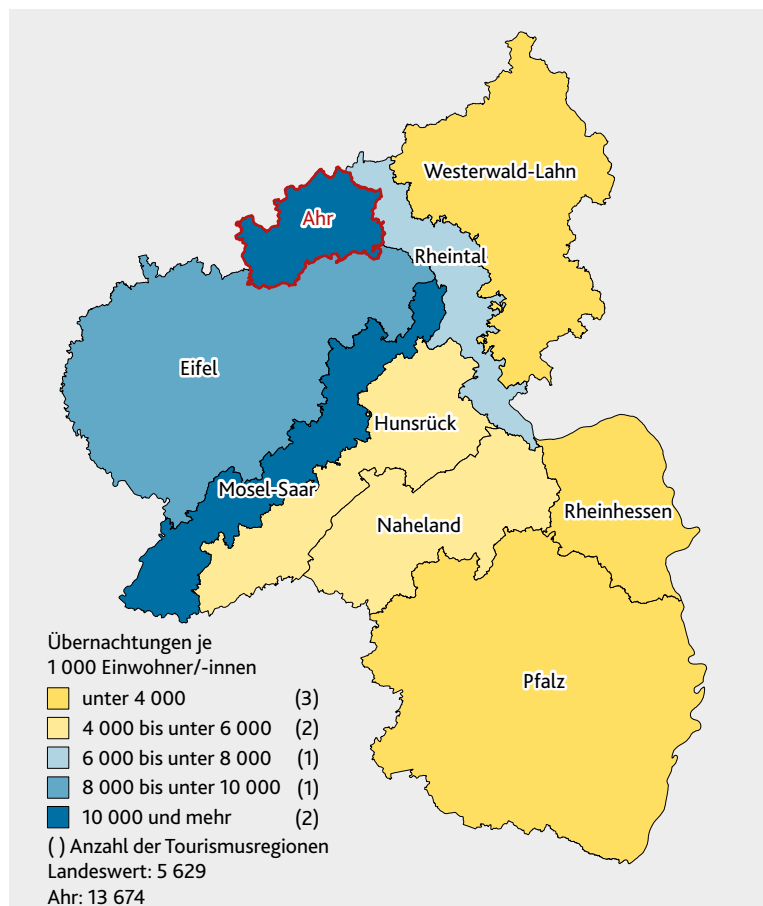 Westerwald-Lahn
Ahr
Rheintal
Eifel
Hunsrück
Mosel-Saar
Rheinhessen
Naheland
Pfalz
Übernachtungen je
1 000 Einwohner/-innen
unter 4 000 (3)
4 000 bis unter 6 000 (2)
6 000 bis unter 8 000 (1)
8 000 bis unter 10 000 (1)
10 000 und mehr (2)
( ) Anzahl der Tourismusregionen
Landeswert: 5 629
Ahr: 13 674